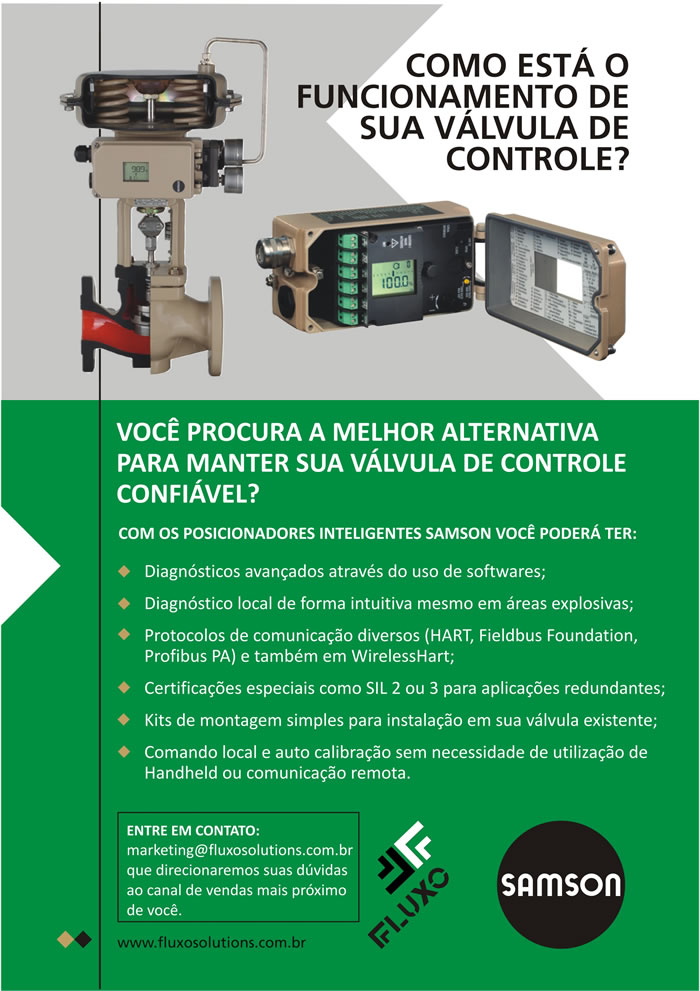 COMO ESTÁ O
FUNCIONAMENTO DE
SUA VÁLVULA DE
CONTROLE?
100.0
VOCÊ PROCURA A MELHOR ALTERNATIVA
PARA MANTER SUA VÁLVULA DE CONTROLE
CONFIÁVEL?
COM OS POSICIONADORES INTELIGENTES SAMSON VOCÊ PODERÁ TER:
Diagnósticos avançados através do uso de softwares;
Diagnóstico local de forma intuitiva mesmo em áreas explosivas;
Protocolos de comunicação diversos (HART, Fieldbus Foundation,
Profibus PA) e também em WirelessHart;
Certificações especiais como SIL 2 ou 3 para aplicações redundantes;
Kits de montagem simples para instalação em sua válvula existente;
Comando local e auto calibração sem necessidade de utilização de
Handheld ou comunicação remota.
ENTRE EM CONTATO:
marketing@fluxosolutions.com.br
que direcionaremos suas dúvidas
ao canal de vendas mais próximo
de você.
www.fluxosolutions.com.br
FLUXO
SAMSON